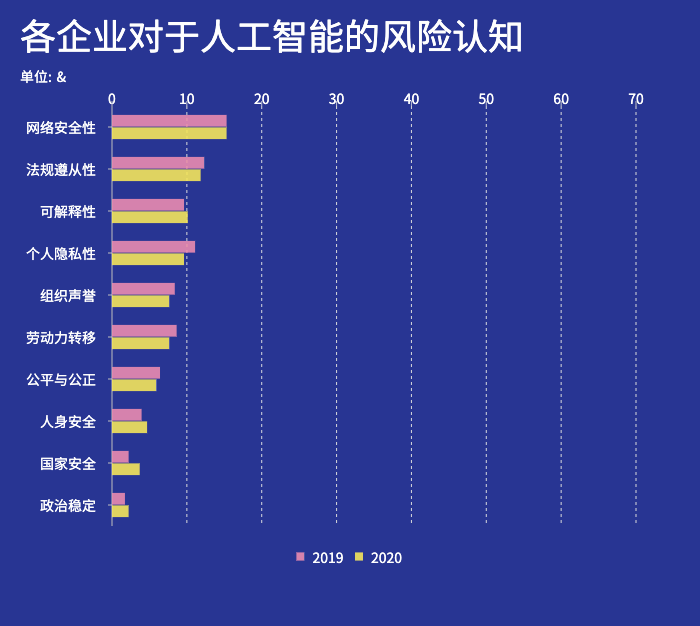 各企业对于人工智能的风险认知
单位: &
0 10 20 30 40 50 60 70
网络安全性
法规遵从性
可解释性
个人隐私性
组织声誉
劳动力转移
公平与公正
人身安全
国家安全
政治稳定
2019 2020